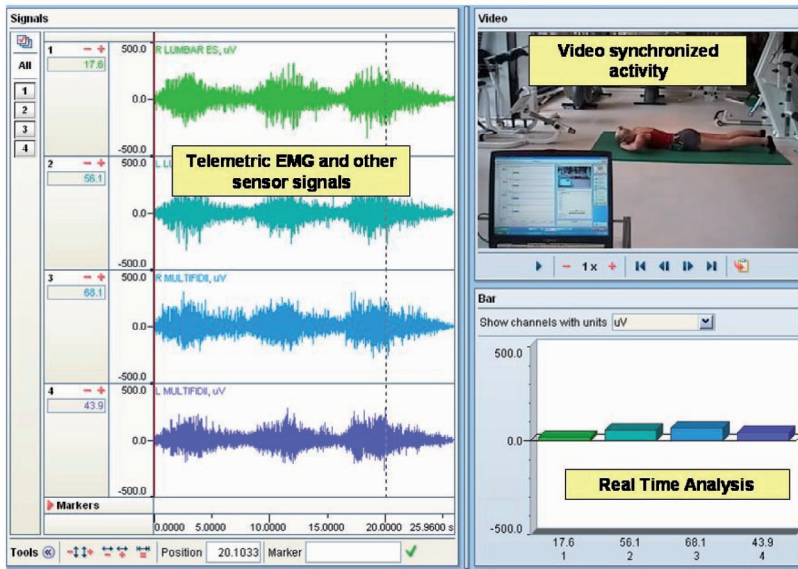 Signals
All
1
2
3
4
1 - +
17.6
500.0
0.0
-500.0
R LUMBAR ES, uV
2 - +
56.1
500.0
0.0
-500.0
Telemetric EMG and other
sensor signals
3 - +
68.1
500.0
0.0
-500.0
R MULTIFIDII, uV
4 - +
43.9
500.0
0.0
-500.0
L MULTIFIDII, uV
Markers
0.0000 5.0000 10.0000 15.0000 20.0000 25.9600 s
Tools Position 20.1033 Marker
Video
Video synchronized
activity
- 1 x +
Bar
Show channels with units uV
500.0
0.0
-500.0
Real Time Analysis
17.6 56.1 68.1 43.9
1 2 3 4